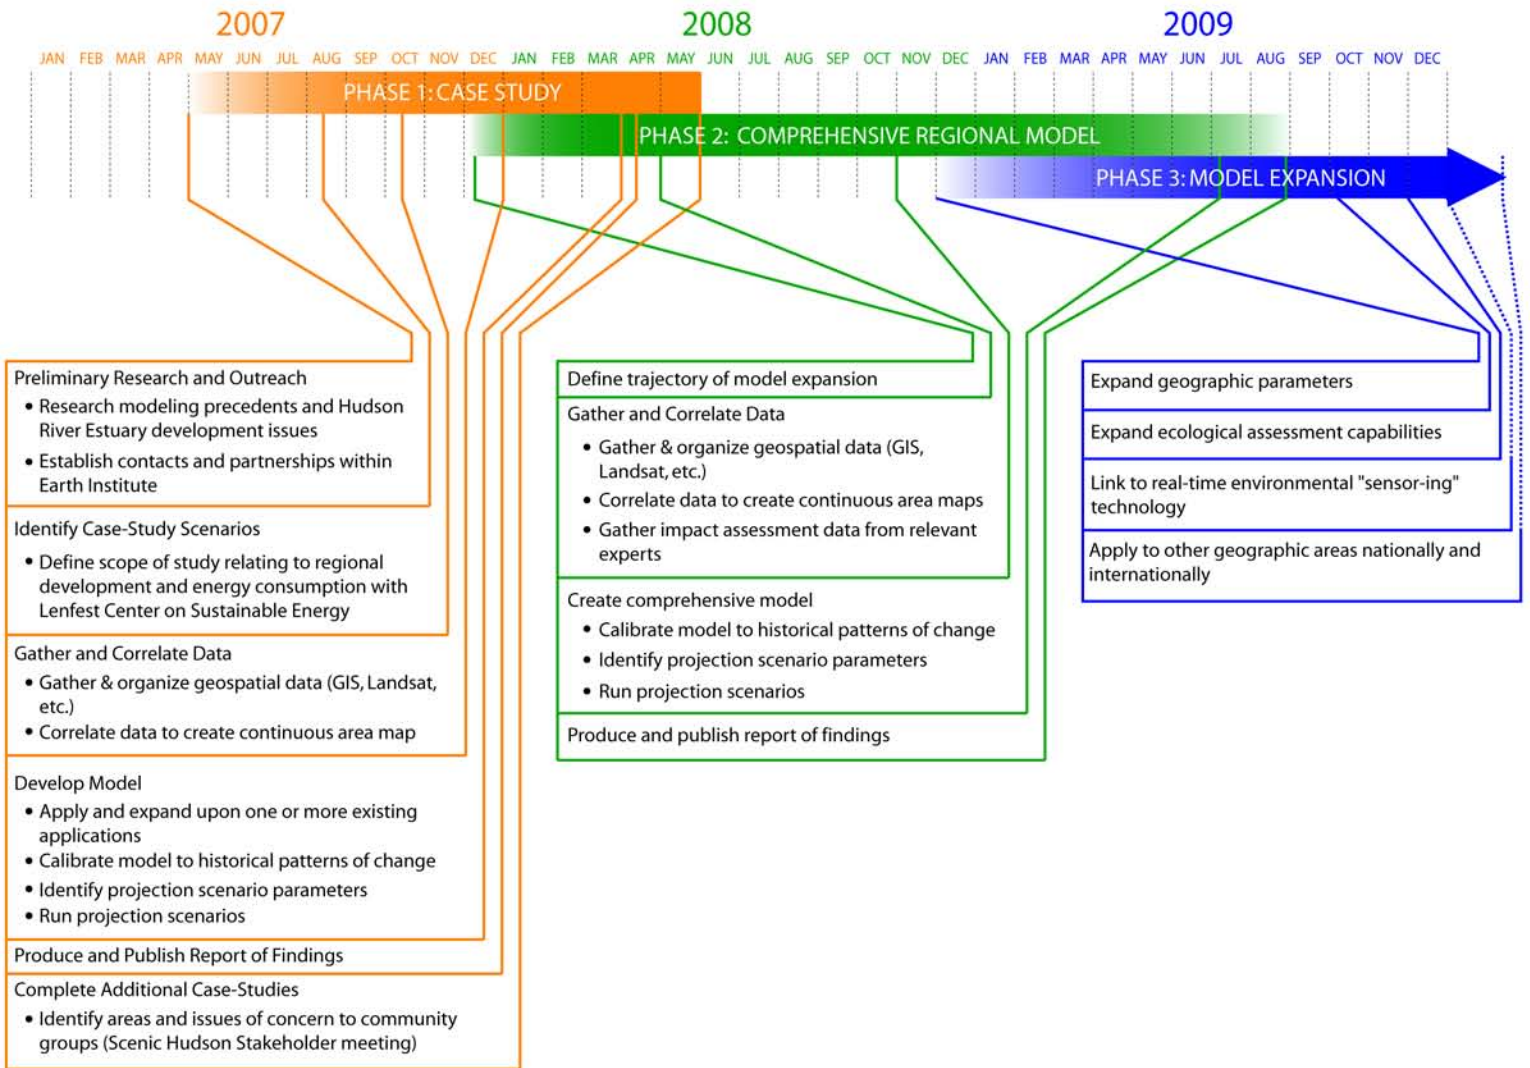 2007
2008
2009
JAN FEB MAR APR MAY JUN JUL AUG SEP OCT NOV DEC JAN FEB MAR APR MAY JUN JUL AUG SEP OCT NOV DEC JAN FEB MAR APR MAY JUN JUL AUG SEP OCT NOV DEC
PHASE 1: CASE STUDY
PHASE 2: COMPREHENSIVE REGIONAL MODEL
PHASE 3: MODEL EXPANSION
Preliminary Research and Outreach
• Research modeling precedents and Hudson
River Estuary development issues
• Establish contacts and partnerships within
Earth Institute
Identify Case-Study Scenarios
• Define scope of study relating to regional
development and energy consumption with
Lenfest Center on Sustainable Energy
Gather and Correlate Data
• Gather & organize geospatial data (GIS, Landsat,
etc.)
• Correlate data to create continuous area map
Develop Model
• Apply and expand upon one or more existing
applications
• Calibrate model to historical patterns of change
• Identify projection scenario parameters
• Run projection scenarios
Produce and Publish Report of Findings
Complete Additional Case-Studies
• Identify areas and issues of concern to community
groups (Scenic Hudson Stakeholder meeting)
Define trajectory of model expansion
Gather and Correlate Data
• Gather & organize geospatial data (GIS,
Landsat, etc.)
• Correlate data to create continuous area maps
• Gather impact assessment data from relevant
experts
Create comprehensive model
• Calibrate model to historical patterns of change
• Identify projection scenario parameters
• Run projection scenarios
Produce and publish report of findings
Expand geographic parameters
Expand ecological assessment capabilities
Link to real-time environmental "sensor-ing"
technology
Apply to other geographic areas nationally and
internationally